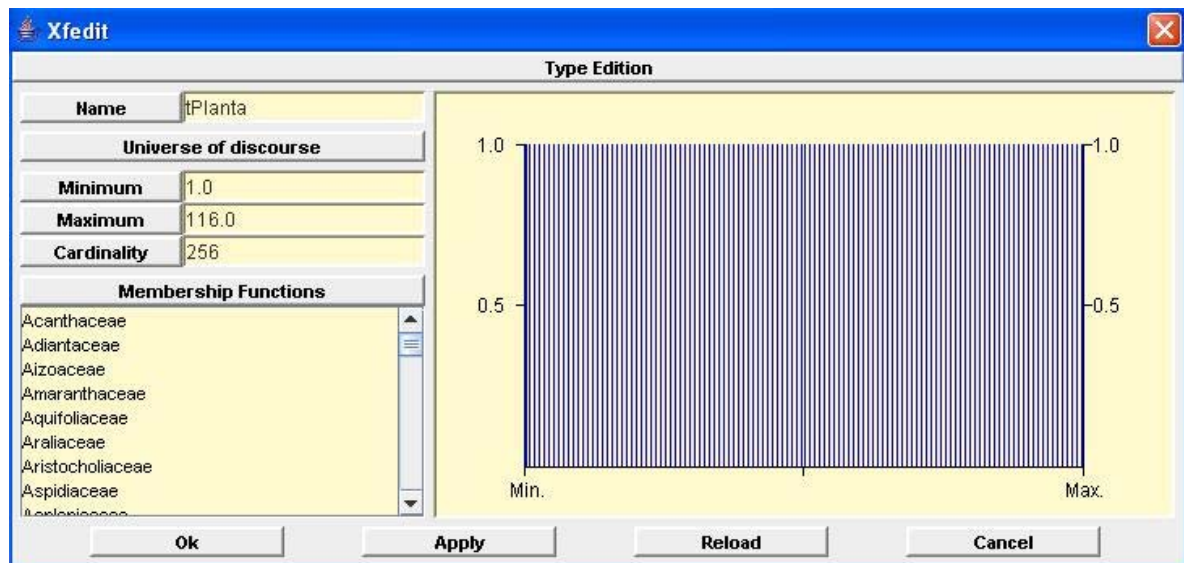 Xfedit
Type Edition
Name tPlanta
Universe of discourse
Minimum 1.0
Maximum 116.0
Cardinality 256
Membership Functions
Acanthaceae
Adiantaceae
Aizoaceae
Amaranthaceae
Aquifoliaceae
Araliaceae
Aristocholiaceae
Aspidiaceae
1.0 1.0
0.5 0.5
Min. Max.
Ok Apply Reload Cancel